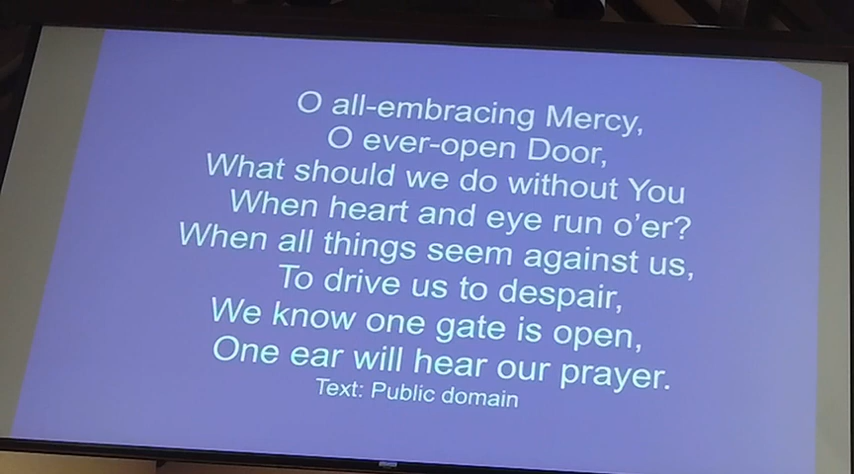 O all-embracing Mercy,
O ever-open Door,
What should we do without You
When heart and eye run o'er?
When all things seem against us,
To drive us to despair,
We know one gate is open,
One ear will hear our prayer.
Text: Public domain